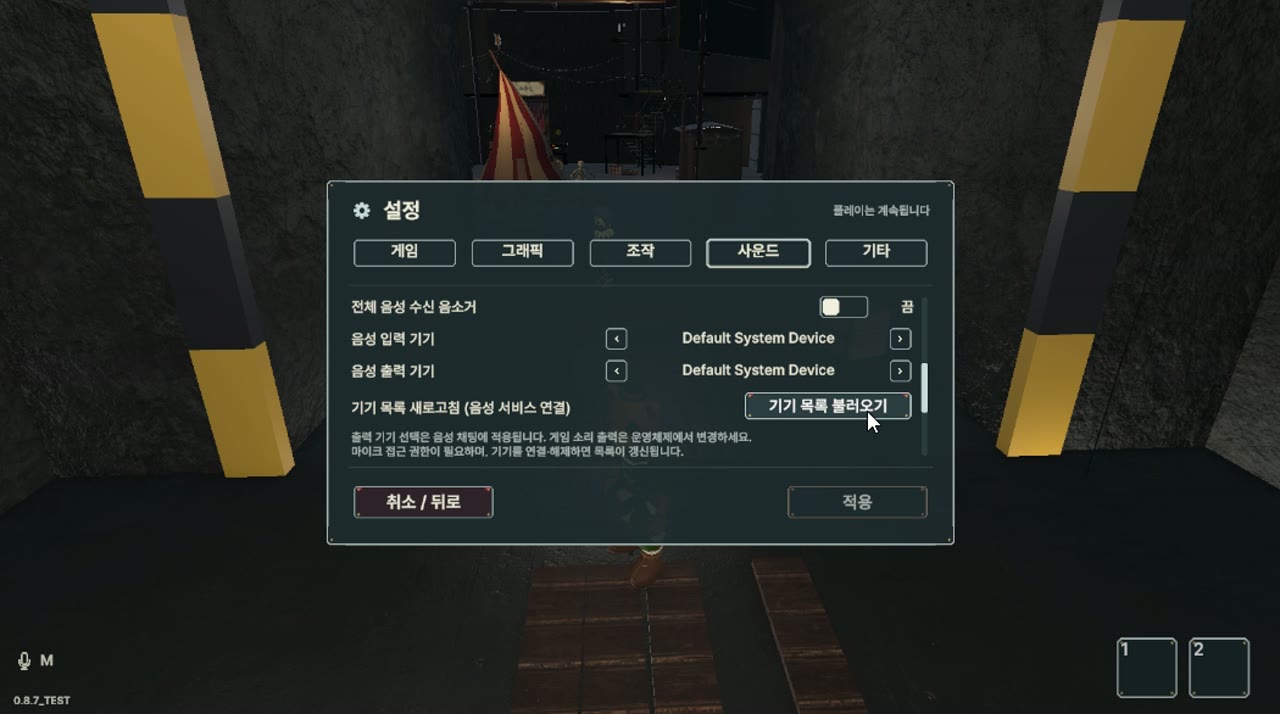 설정
플레이는 계속됩니다
게임
그래픽
조작
사운드
기타
전체 음성 수신 음소거
끔
음성 입력 기기
<
Default System Device
>
음성 출력 기기
<
Default System Device
>
기기 목록 새로고침 (음성 서비스 연결)
기기 목록 불러오기
출력 기기 선택은 음성 채팅에 적용됩니다. 게임 소리 출력은 운영체제에서 변경하세요.
마이크 접근 권한이 필요하며, 기기를 연결·해제하면 목록이 갱신됩니다.
취소 / 뒤로
적용
M
1
2
0.8.7_TEST